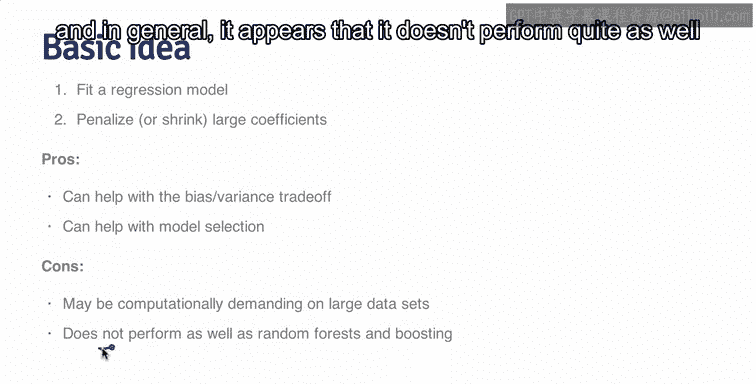 and in general, it appears that it doesn't perform quite as well
Basic idea
1. Fit a regression model
2. Penalize (or shrink) large coefficients
Pros:
· Can help with the bias/variance tradeoff
· Can help with model selection
Cons:
· May be computationally demanding on large data sets
· Does not perform as well as random forests and boosting